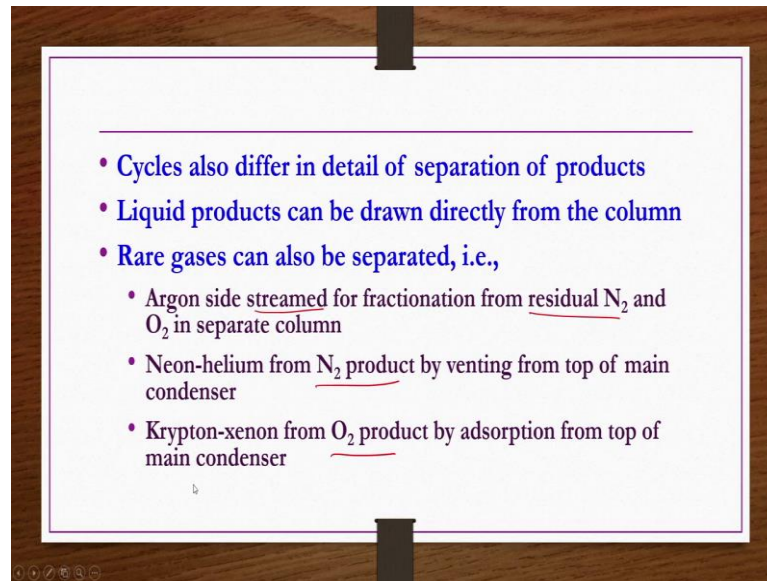 • Cycles also differ in detail of separation of products
• Liquid products can be drawn directly from the column
• Rare gases can also be separated, i.e.,
• Argon side streamed for fractionation from residual N₂ and
O₂ in separate column
• Neon-helium from N₂ product by venting from top of main
condenser
• Krypton-xenon from O₂ product by adsorption from top of
main condenser